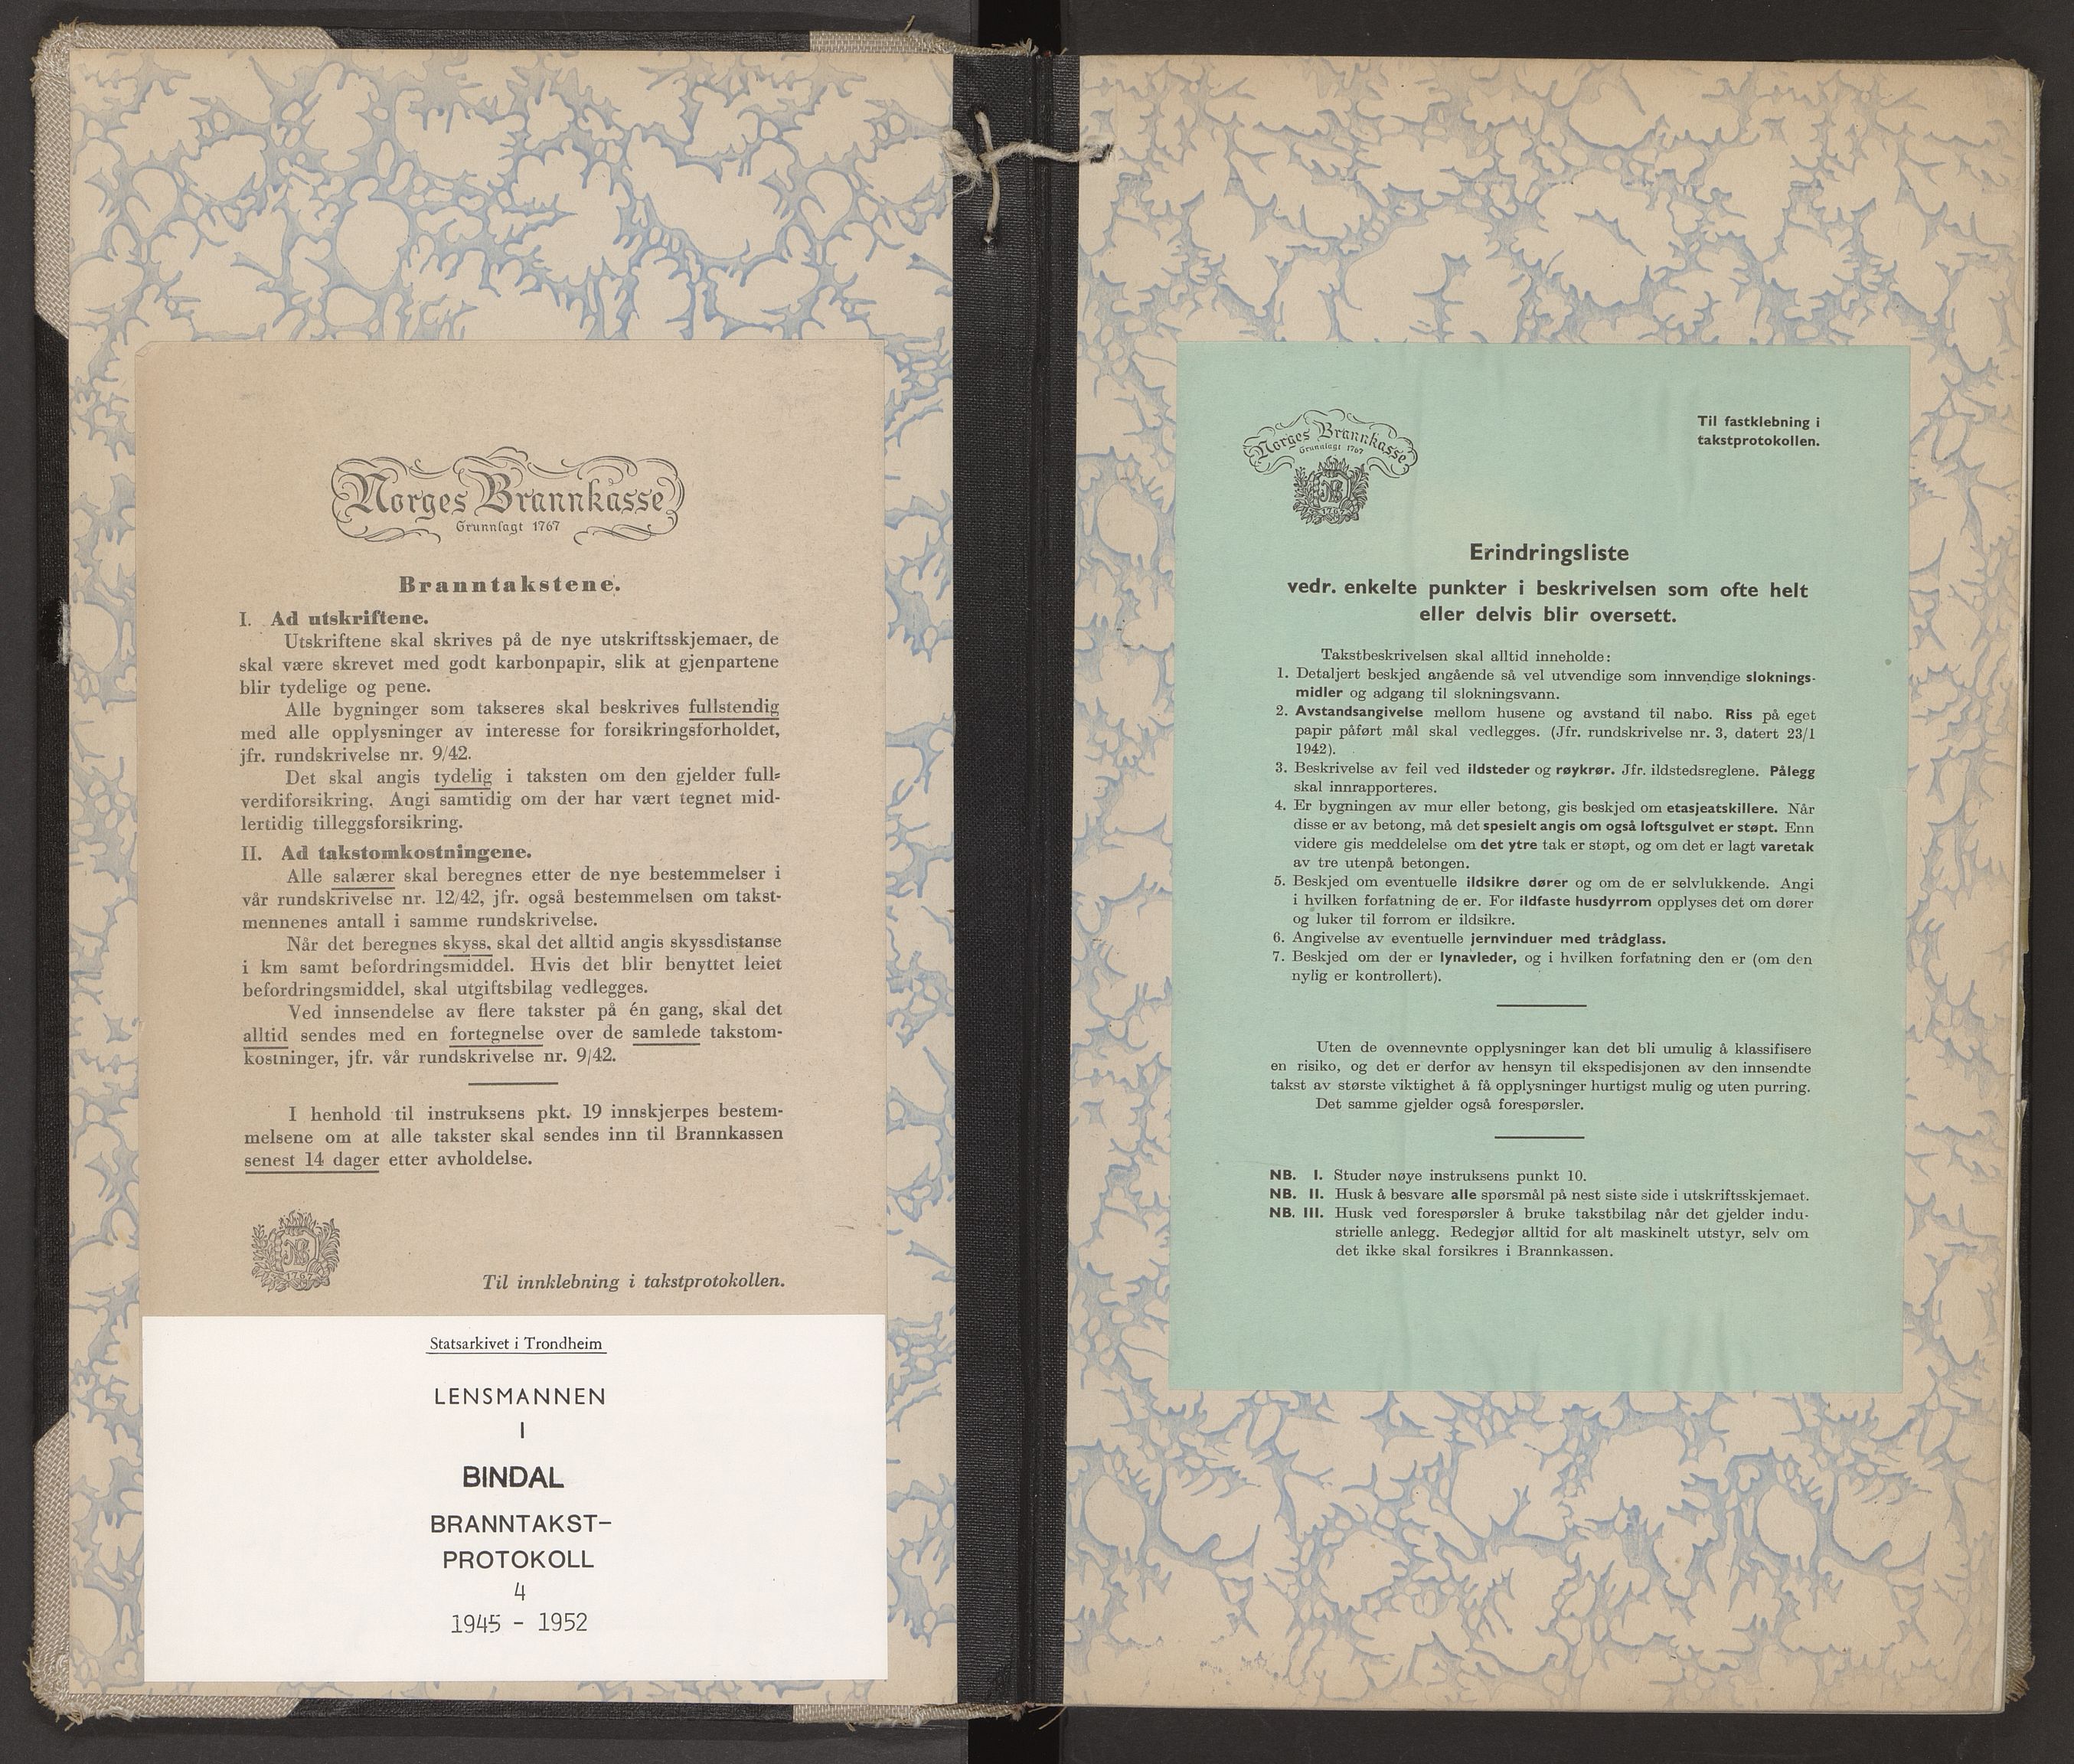 Norges Brannkasse
Grunnlagt 1767
Branntakstene.
I. Ad utskriftene.
Utskriftene skal skrives på de nye utskriftsskjemaer, de
skal være skrevet med godt karbonpapir, slik at gjenpartene
blir tydelige og pene.
Alle bygninger som takseres skal beskrives fullstendig
med alle opplysninger av interesse for forsikringsforholdet,
jfr. rundskrivelse nr. 9/42.
Det skal angis tydelig i taksten om den gjelder full-
verdiforsikring. Angi samtidig om der har vært tegnet mid-
lertidig tilleggsforsikring.
II. Ad takstomkostningene.
Alle salærer skal beregnes etter de nye bestemmelser i
vår rundskrivelse nr. 12/42, jfr. også bestemmelsen om takst-
mennenes antall i samme rundskrivelse.
Når det beregnes skyss, skal det alltid angis skyssdistanse
i km samt befordringsmiddel. Hvis det blir benyttet leiet
befordringsmiddel, skal utgiftsbilag vedlegges.
Ved innsendelse av flere takster på én gang, skal det
alltid sendes med en fortegnelse over de samlede takstom-
kostninger, jfr. vår rundskrivelse nr. 9/42.
I henhold til instruksens pkt. 19 innskjerpes bestem-
melsene om at alle takster skal sendes inn til Brannkassen
senest 14 dager etter avholdelse.
NB
1767
Til innklebning i takstprotokollen.
Statsarkivet i Trondheim
LENSMANNEN
I
BINDAL
BRANNTAKST-
PROTOKOLL
4
1945 - 1952
Norges Brannkasse
Grunnlagt 1767
NB
1767
Til fastklebning i
takstprotokollen.
Erindringsliste
vedr. enkelte punkter i beskrivelsen som ofte helt
eller delvis blir oversett.
Takstbeskrivelsen skal alltid inneholde:
1. Detaljert beskjed angående så vel utvendige som innvendige sloknings-
midler og adgang til slokningsvann.
2. Avstandsangivelse mellom husene og avstand til nabo. Riss på eget
papir påført mål skal vedlegges. (Jfr. rundskrivelse nr. 3, datert 23/1
1942).
3. Beskrivelse av feil ved ildsteder og røykrør. Jfr. ildstedsreglene. Pålegg
skal innrapporteres.
4. Er bygningen av mur eller betong, gis beskjed om etasjeatskillere. Når
disse er av betong, må det spesielt angis om også loftsgulvet er støpt. Enn
videre gis meddelelse om det ytre tak er støpt, og om det er lagt varetak
av tre utenpå betongen.
5. Beskjed om eventuelle ildsikre dører og om de er selvlukkende. Angi
i hvilken forfatning de er. For ildfaste husdyrrom opplyses det om dører
og luker til forrom er ildsikre.
6. Angivelse av eventuelle jernvinduer med trådglass.
7. Beskjed om der er lynavleder, og i hvilken forfatning den er (om den
nylig er kontrollert).
Uten de ovennevnte opplysninger kan det bli umulig å klassifisere
en risiko, og det er derfor av hensyn til ekspedisjonen av den innsendte
takst av største viktighet å få opplysninger hurtigst mulig og uten purring.
Det samme gjelder også forespørsler.
NB. I. Studer nøye instruksens punkt 10.
NB. II. Husk å besvare alle spørsmål på nest siste side i utskriftsskjemaet.
NB. III. Husk ved forespørsler å bruke takstbilag når det gjelder indu-
strielle anlegg. Redegjør alltid for alt maskinelt utstyr, selv om
det ikke skal forsikres i Brannkassen.